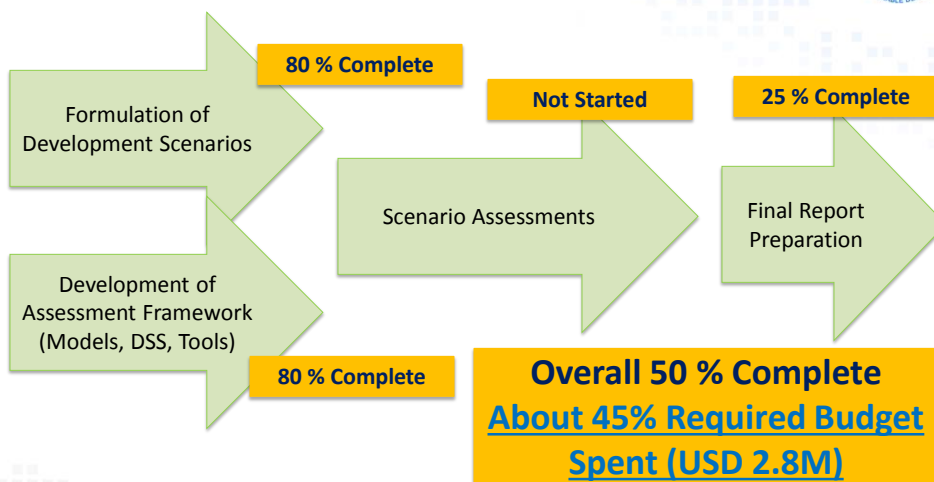 80 % Complete
Formulation of
Development Scenarios
Not Started
25 % Complete
Scenario Assessments
Final Report
Preparation
Development of
Assessment Framework
(Models, DSS, Tools)
80 % Complete
Overall 50 % Complete
About 45% Required Budget
Spent (USD 2.8M)